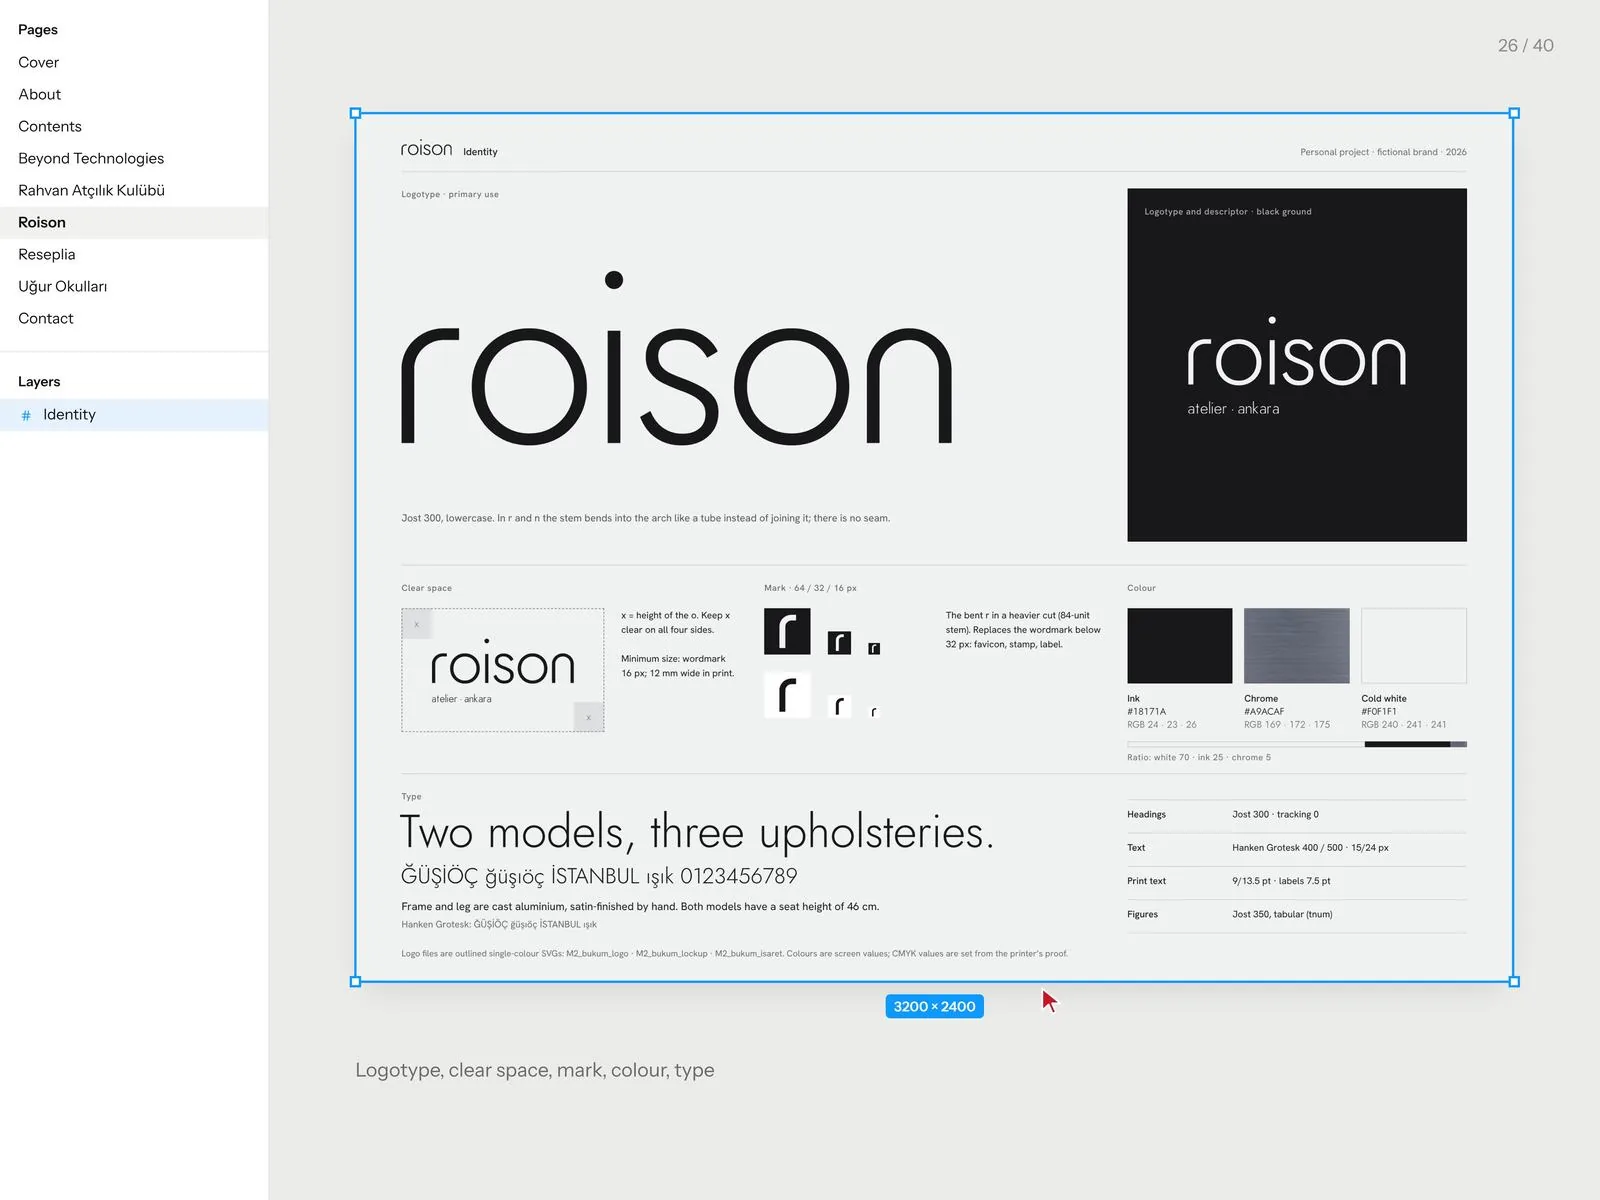 Pages
Cover
About
Contents
Beyond Technologies
Rahvan Atçılık Kulübü
Roison
Reseplia
Uğur Okulları
Contact
Layers
# Identity
26 / 40
roison Identity
Personal project · fictional brand · 2026
Logotype · primary use
roison
Jost 300, lowercase. In r and n the stem bends into the arch like a tube instead of joining it; there is no seam.
Logotype and descriptor · black ground
roison
atelier · ankara
Clear space
x
roison
atelier · ankara
x
x = height of the o. Keep x
clear on all four sides.
Minimum size: wordmark
16 px; 12 mm wide in print.
Mark · 64 / 32 / 16 px
r r r
r r r
The bent r in a heavier cut (84-unit
stem). Replaces the wordmark below
32 px: favicon, stamp, label.
Colour
Ink
#18171A
RGB 24 · 23 · 26
Chrome
#A9ACAF
RGB 169 · 172 · 175
Cold white
#F0F1F1
RGB 240 · 241 · 241
Ratio: white 70 · ink 25 · chrome 5
Type
Two models, three upholsteries.
ĞÜŞİÖÇ ğüşıöç İSTANBUL ışık 0123456789
Frame and leg are cast aluminium, satin-finished by hand. Both models have a seat height of 46 cm.
Hanken Grotesk: ĞÜŞİÖÇ ğüşıöç İSTANBUL ışık
Logo files are outlined single-colour SVGs: M2_bukum_logo · M2_bukum_lockup · M2_bukum_isaret. Colours are screen values; CMYK values are set from the printer's proof.
Headings Jost 300 · tracking 0
Text Hanken Grotesk 400 / 500 · 15/24 px
Print text 9/13.5 pt · labels 7.5 pt
Figures Jost 350, tabular (tnum)
3200 × 2400
Logotype, clear space, mark, colour, type